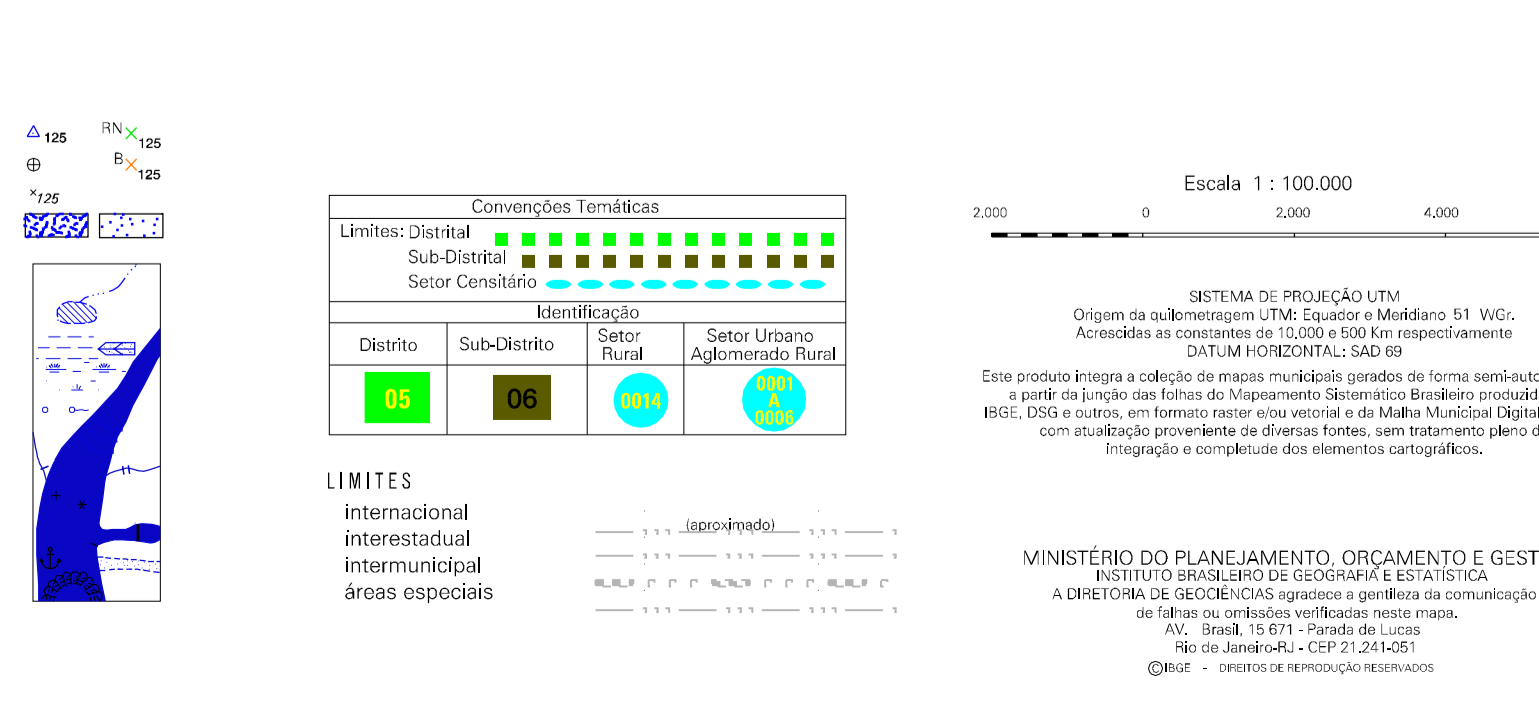 125
RN
125
B
125
125
Convenções Temáticas
Limites: Distrital
Sub-Distrital
Setor Censitário
Identificação
Distrito
Sub-Distrito
Setor
Rural
Setor Urbano
Aglomerado Rural
05
06
0014
0001
A
0006
LIMITES
internacional
(aproximado)
interestadual
intermunicipal
áreas especiais
Escala 1 : 100.000
2,000 0 2,000 4,000
SISTEMA DE PROJEÇÃO UTM
Origem da quilometragem UTM: Equador e Meridiano 51 WGr.
Acrescidas as constantes de 10.000 e 500 Km respectivamente
DATUM HORIZONTAL: SAD 69
Este produto integra a coleção de mapas municipais gerados de forma semi-auto
a partir da junção das folhas do Mapeamento Sistemático Brasileiro produzid
IBGE, DSG e outros, em formato raster e/ou vetorial e da Malha Municipal Digital
com atualização proveniente de diversas fontes, sem tratamento pleno d
integração e completude dos elementos cartográficos.
MINISTÉRIO DO PLANEJAMENTO, ORÇAMENTO E GEST
INSTITUTO BRASILEIRO DE GEOGRAFIA E ESTATÍSTICA
A DIRETORIA DE GEOCIÊNCIAS agradece a gentileza da comunicação
de falhas ou omissões verificadas neste mapa.
AV. Brasil, 15 671 - Parada de Lucas
Rio de Janeiro-RJ - CEP 21.241-051
©IBGE - DIREITOS DE REPRODUÇÃO RESERVADOS